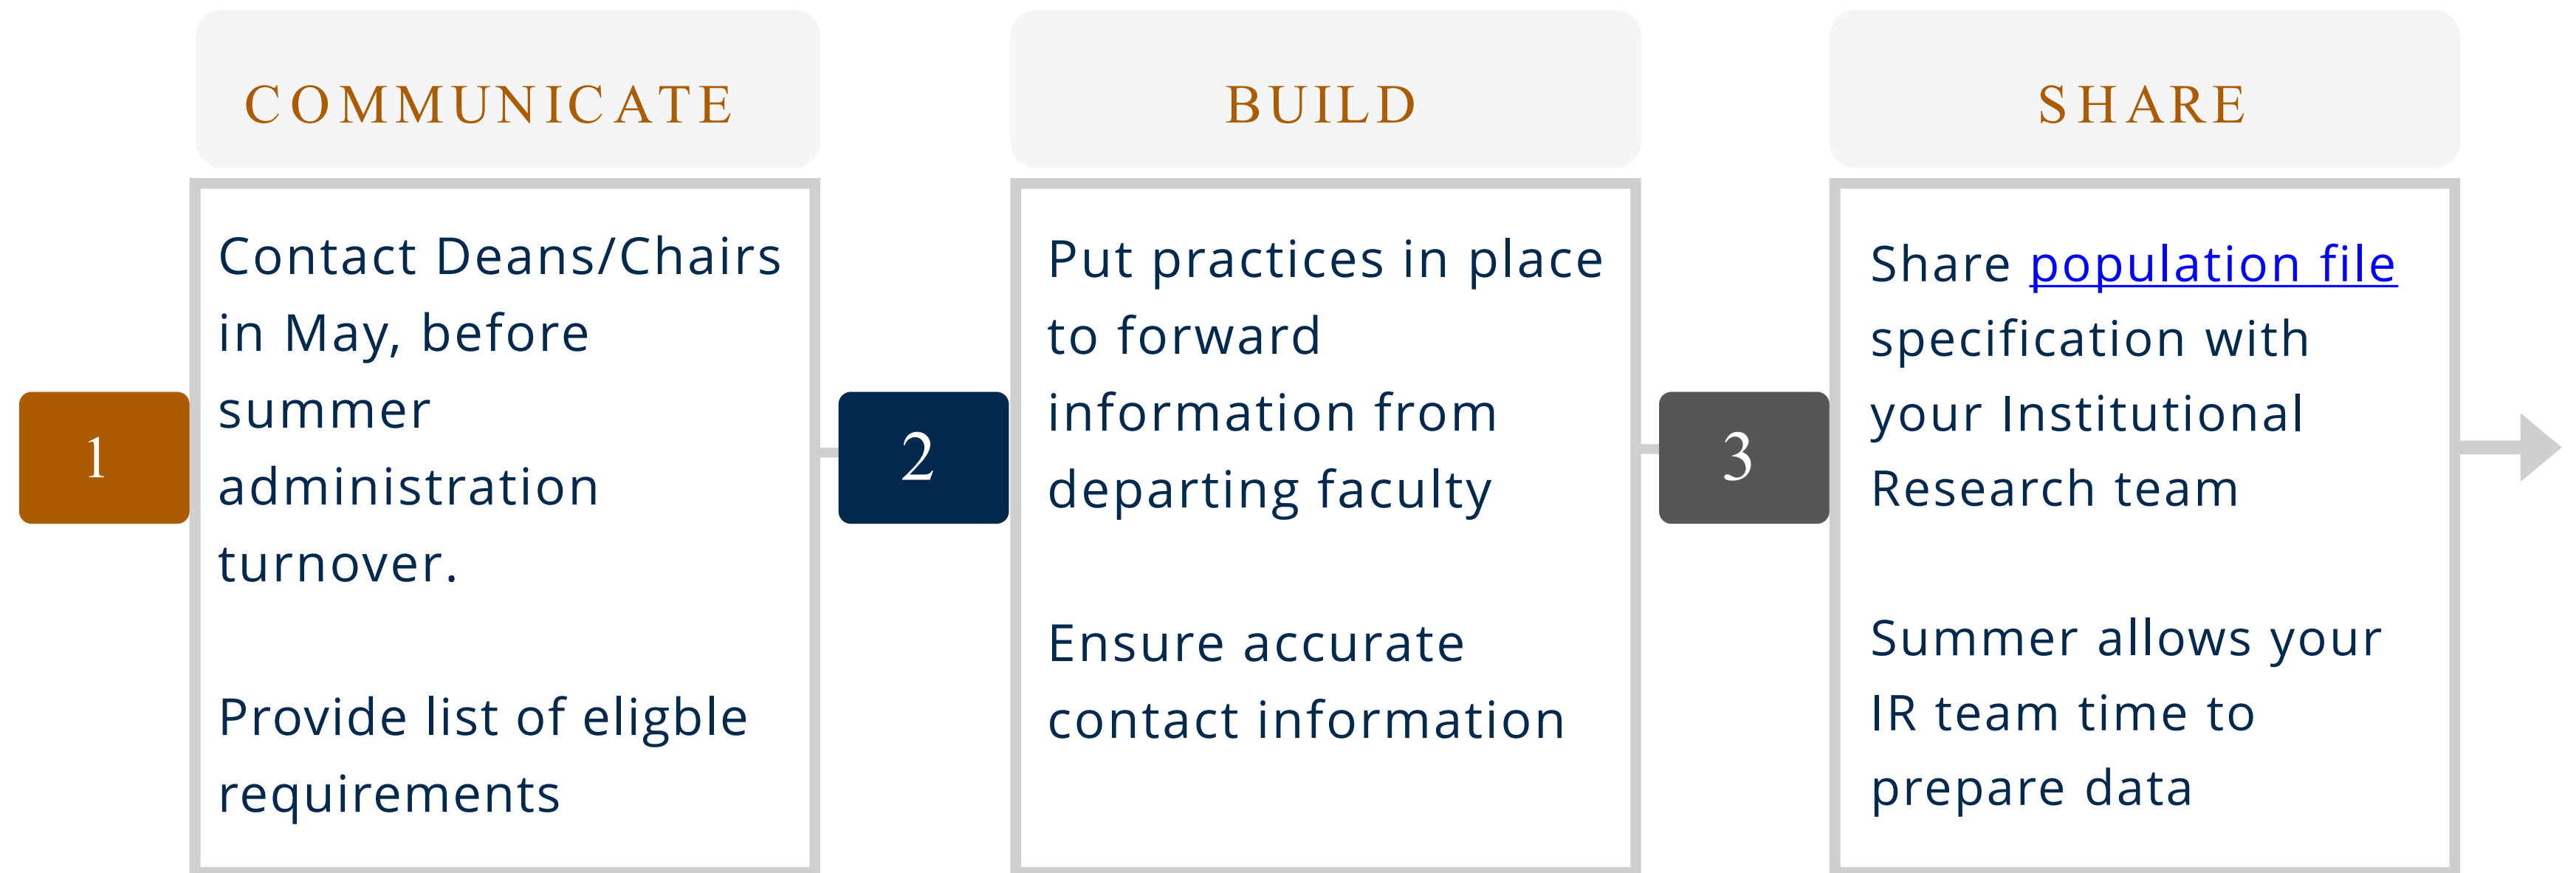 COMMUNICATE
Contact Deans/Chairs
in May, before
summer
administration
turnover.
Provide list of eligble
requirements
1
BUILD
Put practices in place
to forward
information from
departing faculty
Ensure accurate
contact information
2
SHARE
Share population file
specification with
your Institutional
Research team
Summer allows your
IR team time to
prepare data
3